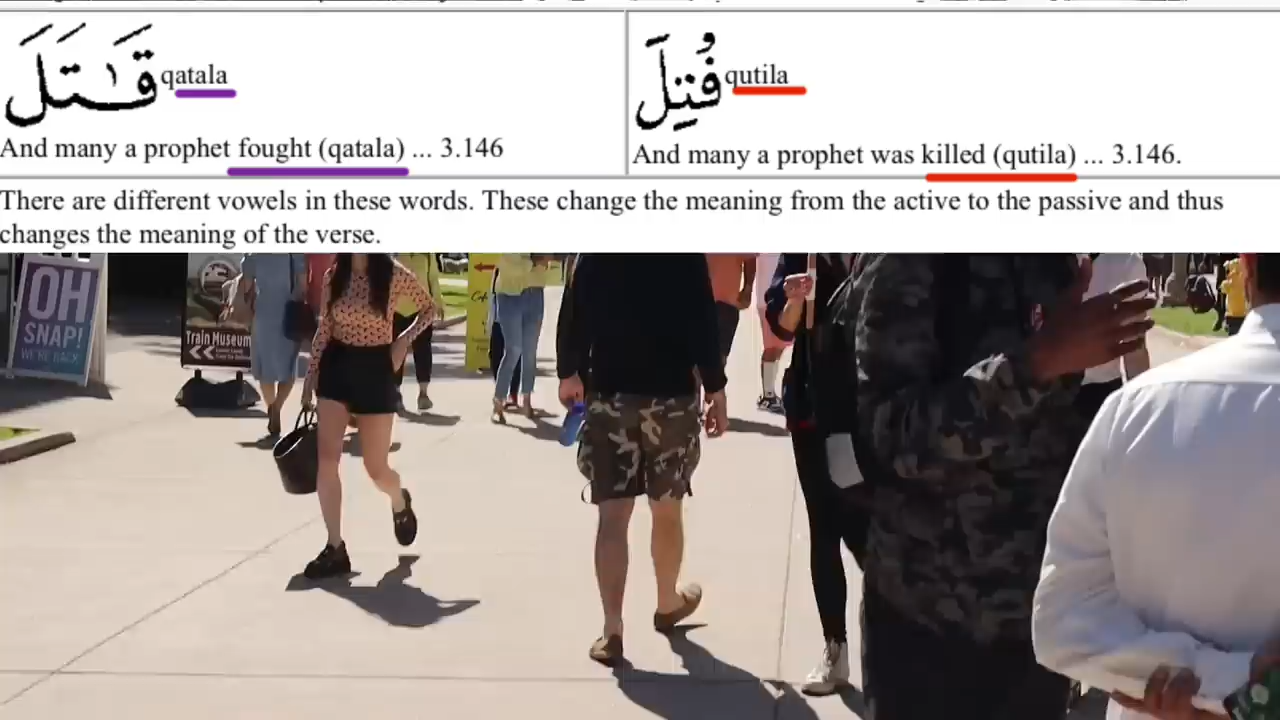 قَـٰتَلَ qatala
And many a prophet fought (qatala) ... 3.146
قُتِلَ qutila
And many a prophet was killed (qutila) ... 3.146.
There are different vowels in these words. These change the meaning from the active to the passive and thus
changes the meaning of the verse.
OH
SNAP!
WE'RE BACK!
Train Museum